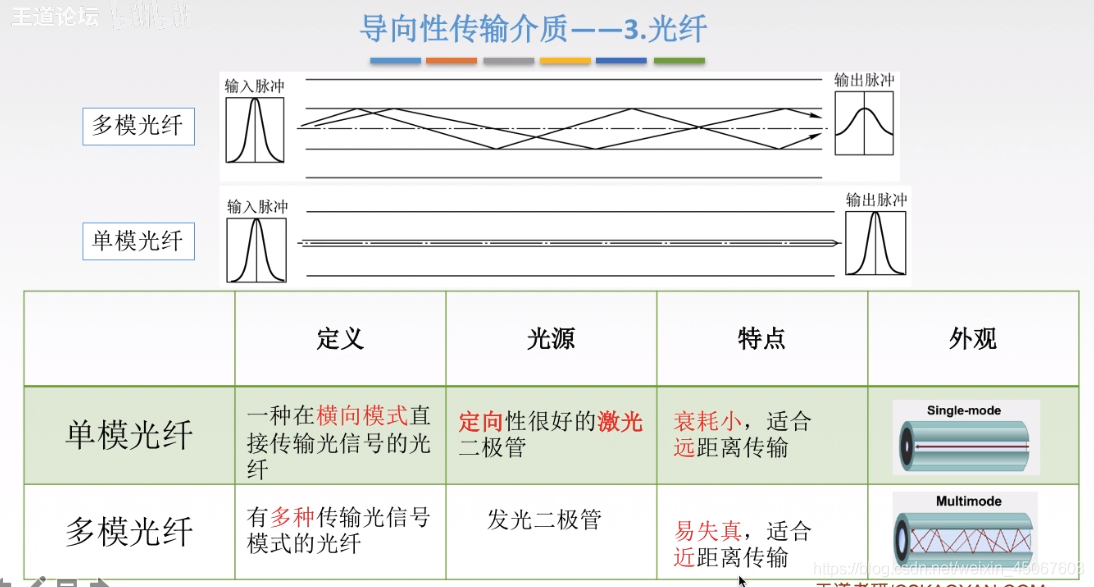 王道论坛
导向性传输介质——3.光纤
输入脉冲
输出脉冲
多模光纤
输入脉冲
输出脉冲
单模光纤
定义
光源
特点
外观
单模光纤
一种在横向模式直
接传输光信号的光
纤
定向性很好的激光
二极管
衰耗小，适合
远距离传输
Single-mode
多模光纤
有多种传输光信号
模式的光纤
发光二极管
易失真，适合
近距离传输
Multimode
https://blog.csdn.net/weixin_45067603